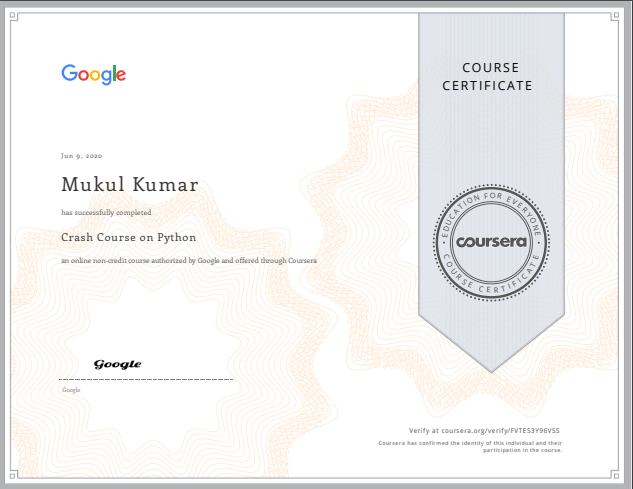 Google
COURSE
CERTIFICATE
Jun 9, 2020
Mukul Kumar
has successfully completed
Crash Course on Python
an online non-credit course authorized by Google and offered through Coursera
EDUCATION FOR EVERYONE
coursera
COURSE CERTIFICATE
Google
Google
Verify at coursera.org/verify/FVTES3Y96VSS
Coursera has confirmed the identity of this individual and their
participation in the course.